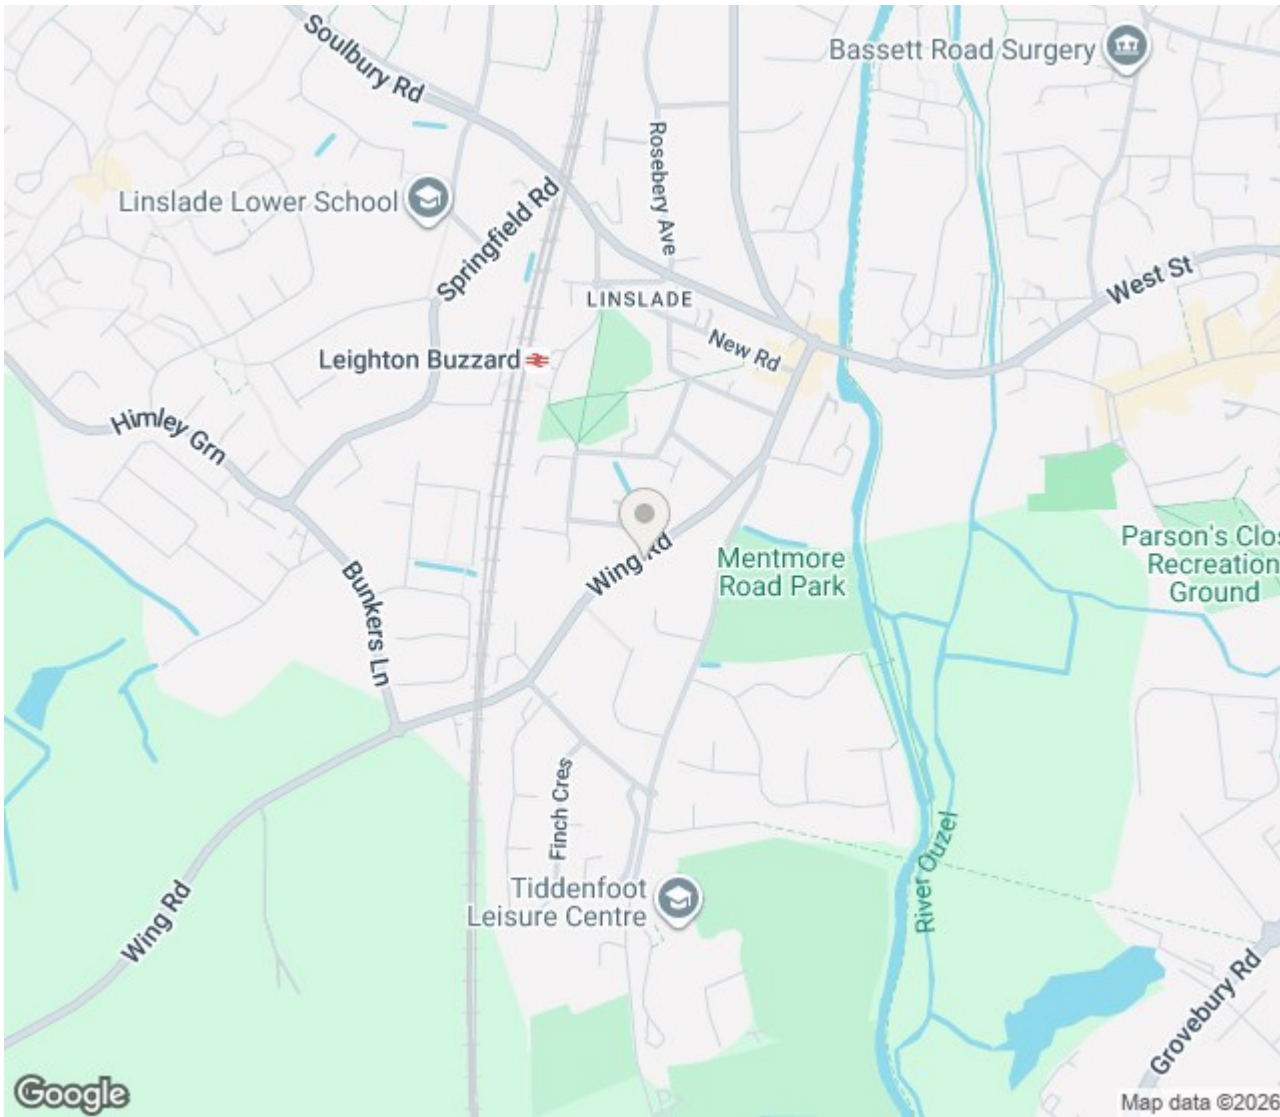 Soulbury Rd
Bassett Road Surgery
Rosebery Ave
Linslade Lower School
Springfield Rd
LINSLADE
West St
New Rd
Leighton Buzzard
Himley Grn
Wing Rd
Mentmore
Road Park
Parson's Clos
Recreation
Ground
Bunkers Ln
Finch Cres
River Ouzel
Tiddenfoot
Leisure Centre
Wing Rd
Grovebury Rd
Google
Map data ©2026